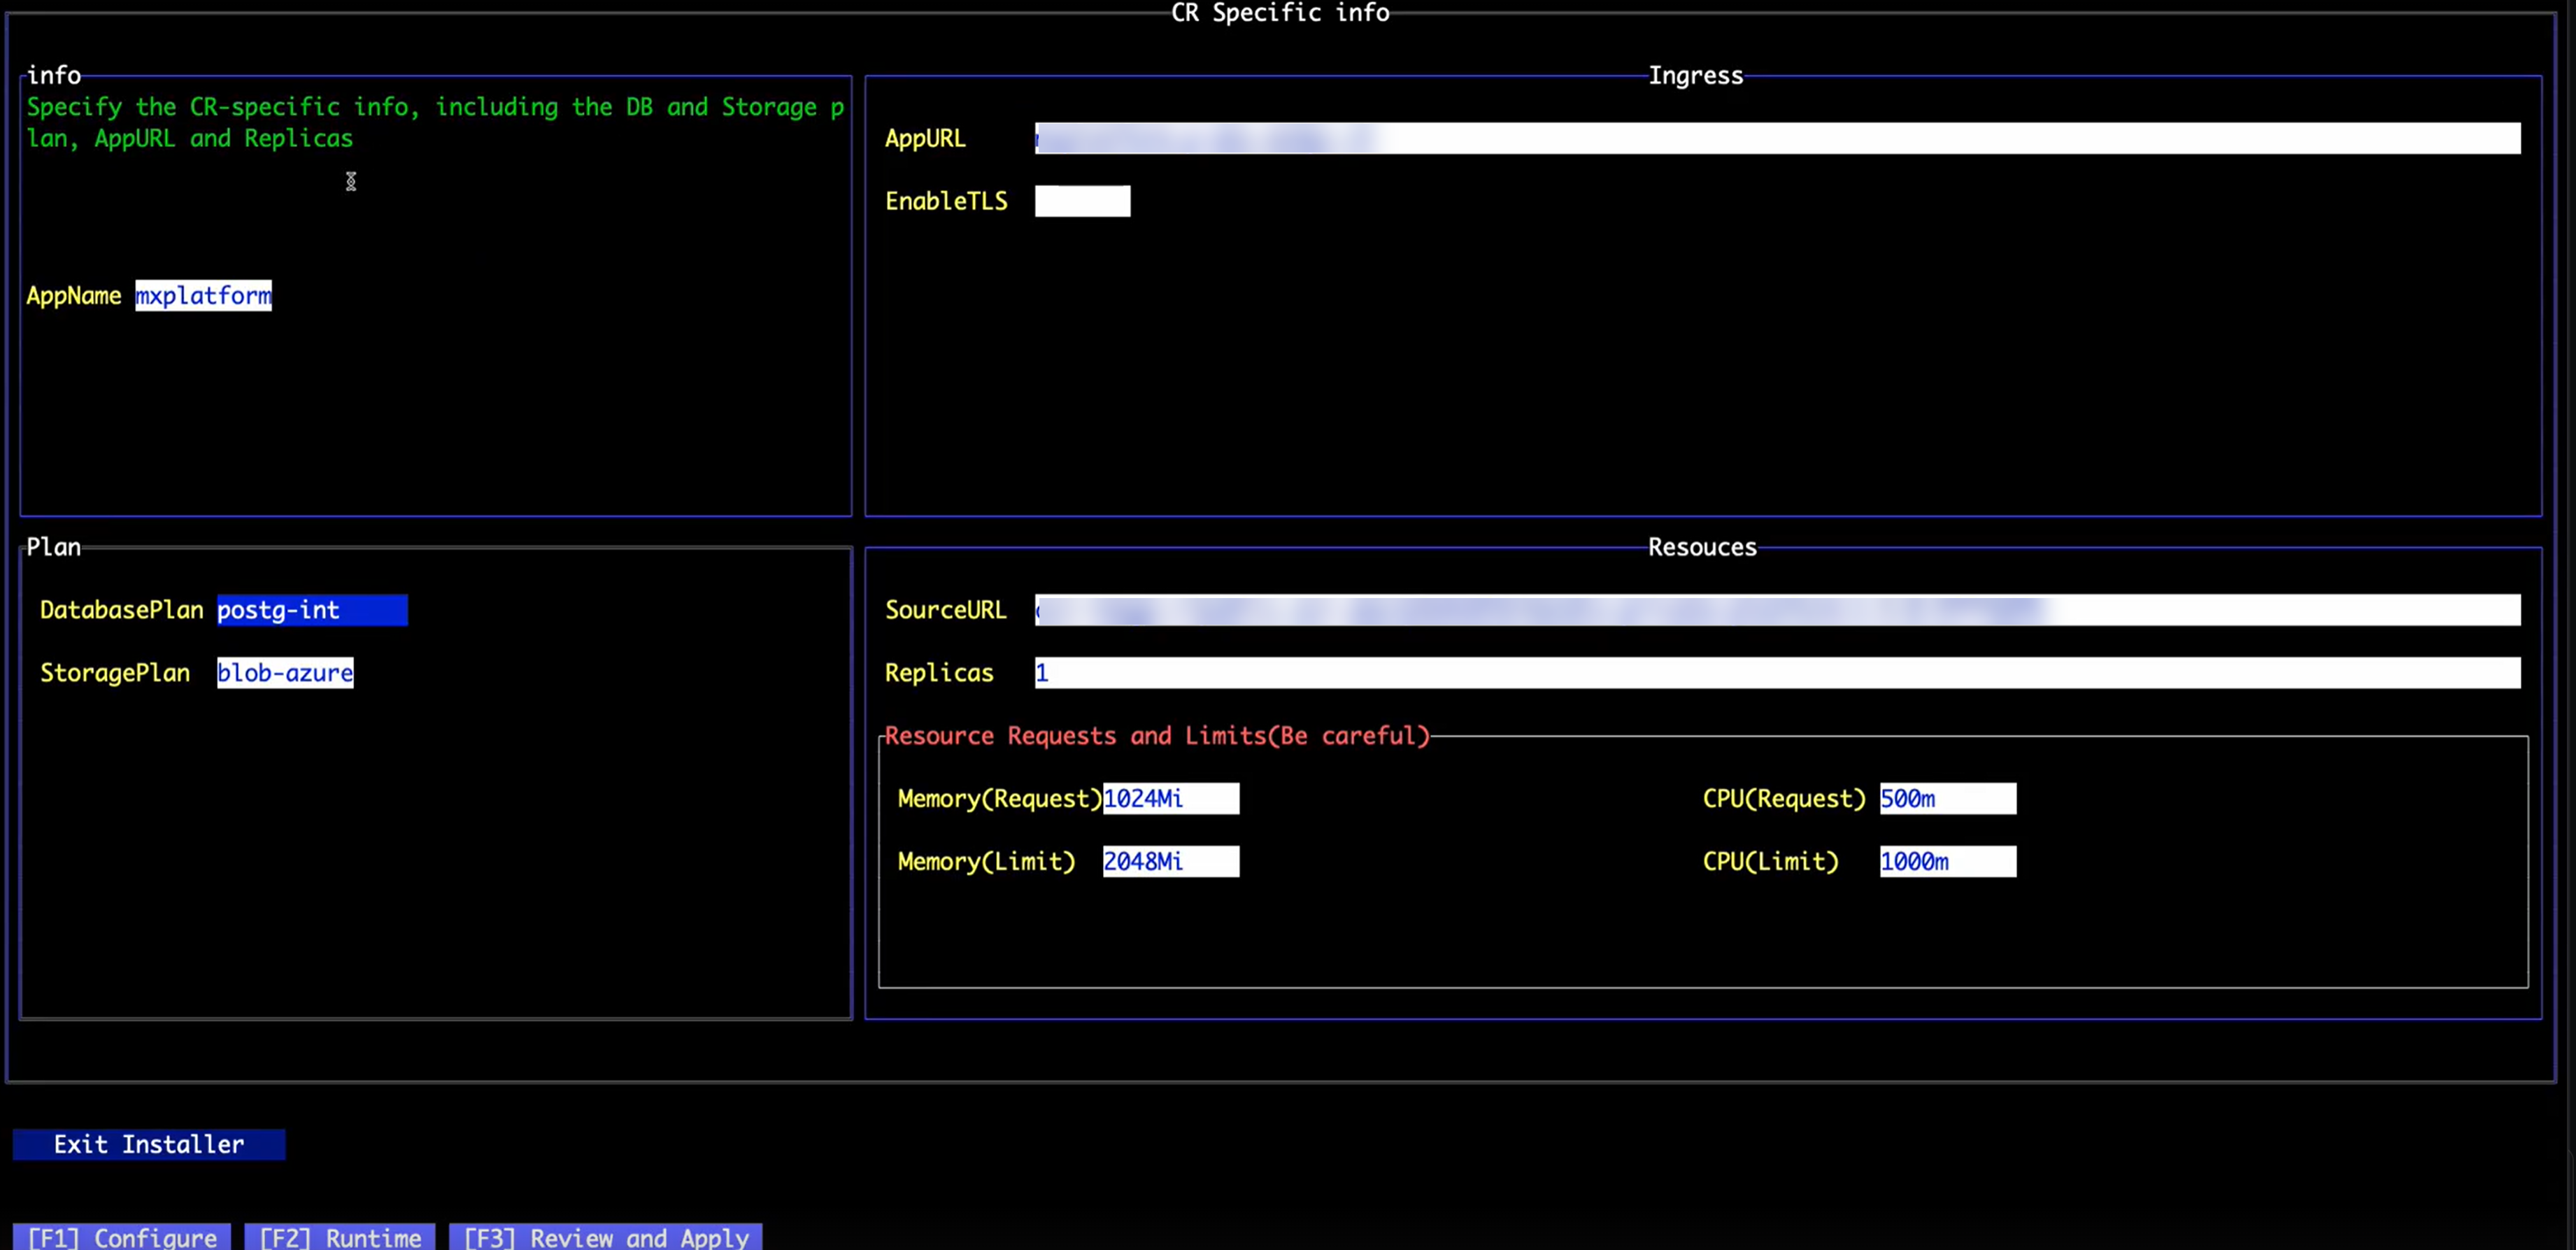 CR Specific info
info
Specify the CR-specific info, including the DB and Storage p
lan, AppURL and Replicas
AppName mxplatform
Ingress
AppURL
EnableTLS
Plan
DatabasePlan postg-int
StoragePlan blob-azure
Resouces
SourceURL
Replicas 1
Resource Requests and Limits(Be careful)
Memory(Request) 1024Mi CPU(Request) 500m
Memory(Limit) 2048Mi CPU(Limit) 1000m
Exit Installer
[F1] Configure [F2] Runtime [F3] Review and Apply